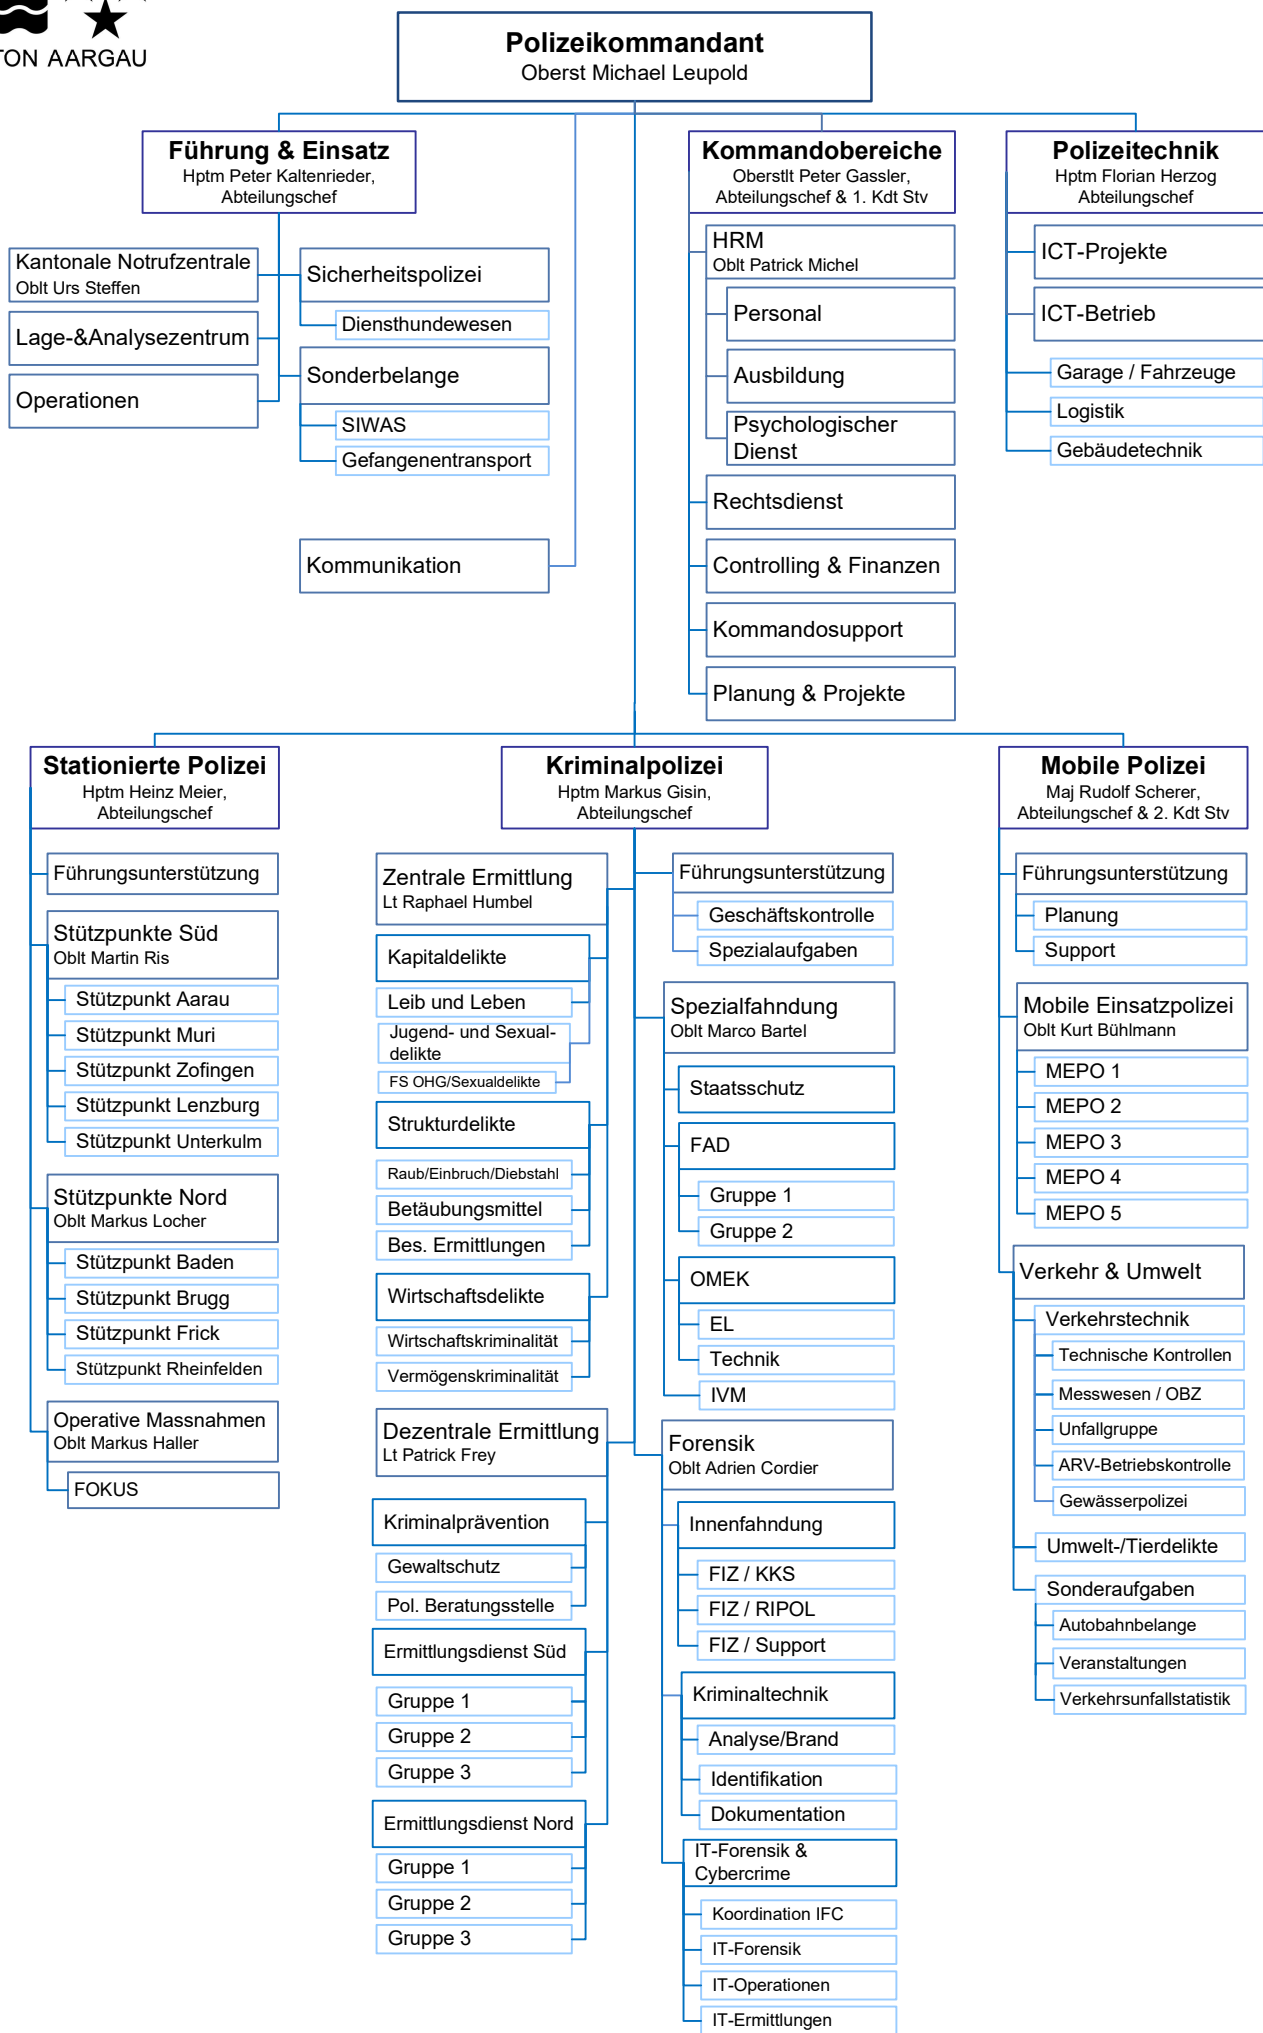 TON AARGAU
Polizeikommandant
Oberst Michael Leupold
Führung & Einsatz
Hptm Peter Kaltenrieder,
Abteilungschef
Kantonale Notrufzentrale
Oblt Urs Steffen
Lage-&Analysezentrum
Operationen
Sicherheitspolizei
Diensthundewesen
Sonderbelange
SIWAS
Gefangenentransport
Kommunikation
Kommandobereiche
Oberstlt Peter Gassler,
Abteilungschef & 1. Kdt Stv
HRM
Oblt Patrick Michel
Personal
Ausbildung
Psychologischer
Dienst
Rechtsdienst
Controlling & Finanzen
Kommandosupport
Planung & Projekte
Polizeitechnik
Hptm Florian Herzog
Abteilungschef
ICT-Projekte
ICT-Betrieb
Garage / Fahrzeuge
Logistik
Gebäudetechnik
Stationierte Polizei
Hptm Heinz Meier,
Abteilungschef
Führungsunterstützung
Stützpunkte Süd
Oblt Martin Ris
Stützpunkt Aarau
Stützpunkt Muri
Stützpunkt Zofingen
Stützpunkt Lenzburg
Stützpunkt Unterkulm
Stützpunkte Nord
Oblt Markus Locher
Stützpunkt Baden
Stützpunkt Brugg
Stützpunkt Frick
Stützpunkt Rheinfelden
Operative Massnahmen
Oblt Markus Haller
FOKUS
Kriminalpolizei
Hptm Markus Gisin,
Abteilungschef
Zentrale Ermittlung
Lt Raphael Humbel
Kapitaldelikte
Leib und Leben
Jugend- und Sexual-
delikte
FS OHG/Sexualdelikte
Strukturdelikte
Raub/Einbruch/Diebstahl
Betäubungsmittel
Bes. Ermittlungen
Wirtschaftsdelikte
Wirtschaftskriminalität
Vermögenskriminalität
Dezentrale Ermittlung
Lt Patrick Frey
Kriminalprävention
Gewaltschutz
Pol. Beratungsstelle
Ermittlungsdienst Süd
Gruppe 1
Gruppe 2
Gruppe 3
Ermittlungsdienst Nord
Gruppe 1
Gruppe 2
Gruppe 3
Führungsunterstützung
Geschäftskontrolle
Spezialaufgaben
Spezialfahndung
Oblt Marco Bartel
Staatsschutz
FAD
Gruppe 1
Gruppe 2
OMEK
EL
Technik
IVM
Forensik
Oblt Adrien Cordier
Innenfahndung
FIZ / KKS
FIZ / RIPOL
FIZ / Support
Kriminaltechnik
Analyse/Brand
Identifikation
Dokumentation
IT-Forensik &
Cybercrime
Koordination IFC
IT-Forensik
IT-Operationen
IT-Ermittlungen
Mobile Polizei
Maj Rudolf Scherer,
Abteilungschef & 2. Kdt Stv
Führungsunterstützung
Planung
Support
Mobile Einsatzpolizei
Oblt Kurt Bühlmann
MEPO 1
MEPO 2
MEPO 3
MEPO 4
MEPO 5
Verkehr & Umwelt
Verkehrstechnik
Technische Kontrollen
Messwesen / OBZ
Unfallgruppe
ARV-Betriebskontrolle
Gewässerpolizei
Umwelt-/Tierdelikte
Sonderaufgaben
Autobahnbelange
Veranstaltungen
Verkehrsunfallstatistik